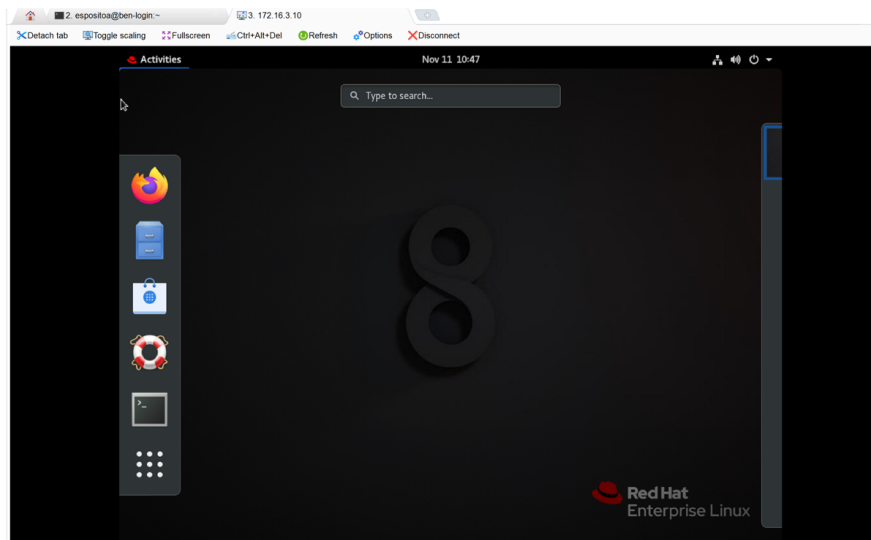 2. espositoa@ben-login:~
3. 172.16.3.10
Detach tab Toggle scaling Fullscreen Ctrl+Alt+Del Refresh Options Disconnect
Activities Nov 11 10:47
Type to search...
8
Red Hat
Enterprise Linux